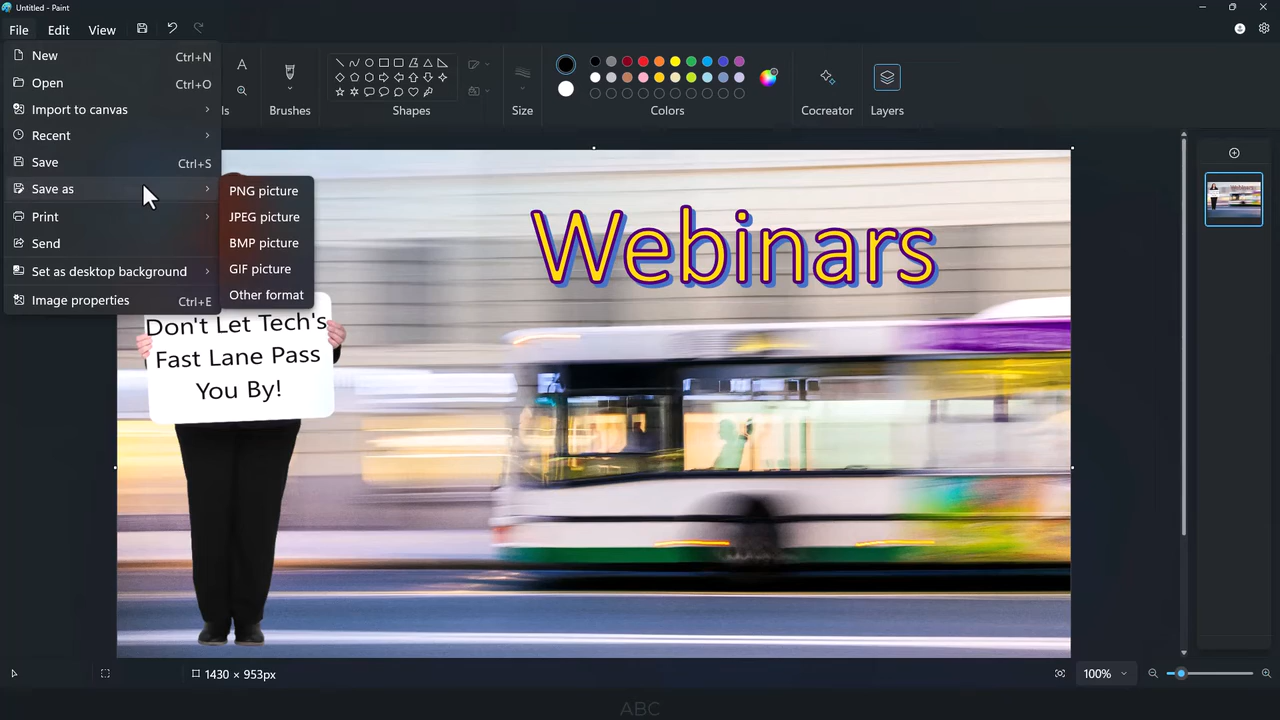 Untitled - Paint
File Edit View
New Ctrl+N
Open Ctrl+O
Import to canvas
Recent
Save Ctrl+S
Save as
Print
Send
Set as desktop background
Image properties Ctrl+E
PNG picture
JPEG picture
BMP picture
GIF picture
Other format
ls Brushes Shapes Size Colors Cocreator Layers
Webinars
Don't Let Tech's
Fast Lane Pass
You By!
1430 × 953px
100%
ABC